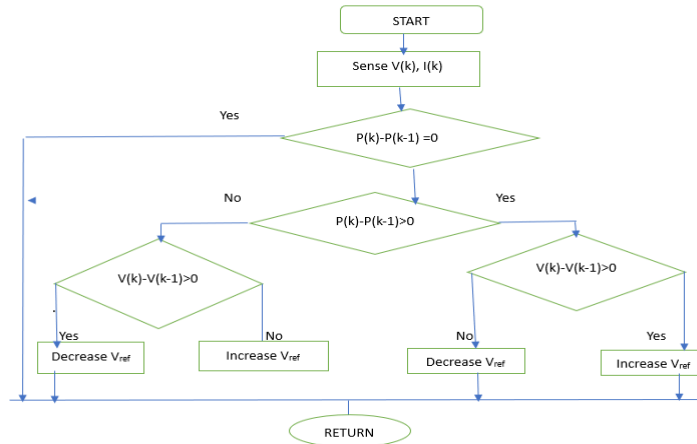 START
Sense V(k), I(k)
Yes
P(k)-P(k-1) =0
No
Yes
P(k)-P(k-1)>0
V(k)-V(k-1)>0
V(k)-V(k-1)>0
Yes
No
No
Yes
Decrease Vref
Increase Vref
Decrease Vref
Increase Vref
RETURN